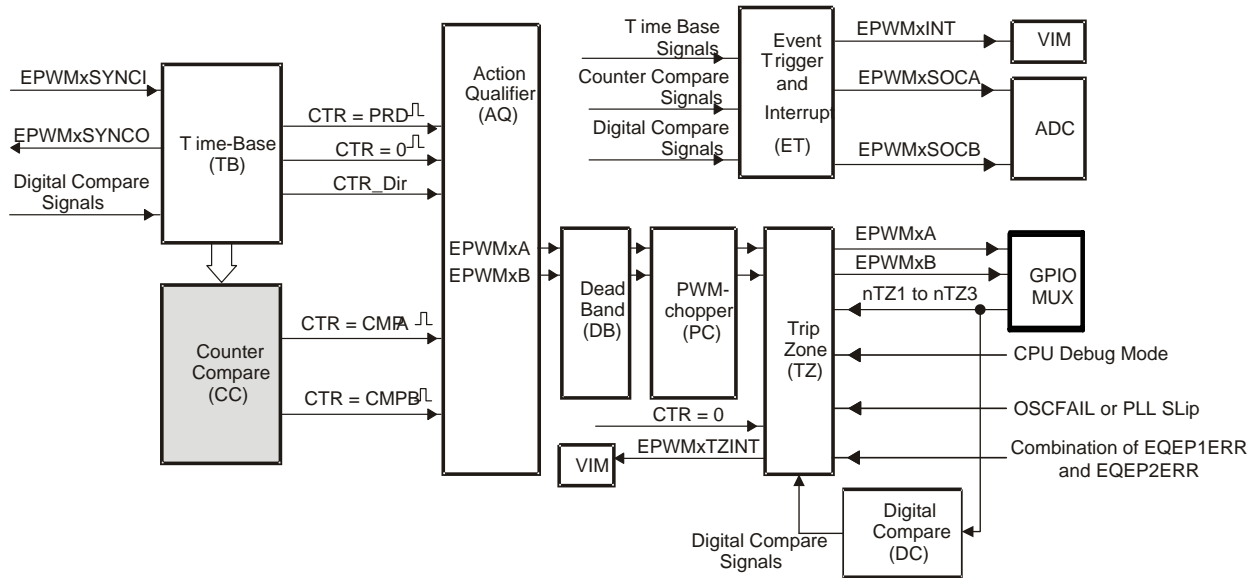 EPWMxSYNCI
EPWMxSYNCO
Digital Compare
Signals
Time-Base
(TB)
CTR = PRD
CTR = 0
CTR_Dir
Counter
Compare
(CC)
CTR = CMPA
CTR = CMPB
Action
Qualifier
(AQ)
EPWMxA
EPWMxB
Time Base
Signals
Counter Compare
Signals
Digital Compare
Signals
Event
Trigger
and
Interrupt
(ET)
EPWMxINT
EPWMxSOCA
EPWMxSOCB
VIM
ADC
Dead
Band
(DB)
PWM-
chopper
(PC)
Trip
Zone
(TZ)
EPWMxA
EPWMxB
nTZ1 to nTZ3
GPIO
MUX
CPU Debug Mode
OSCFAIL or PLL SLip
Combination of EQEP1ERR
and EQEP2ERR
CTR = 0
EPWMxTZINT
VIM
Digital Compare
Signals
Digital
Compare
(DC)